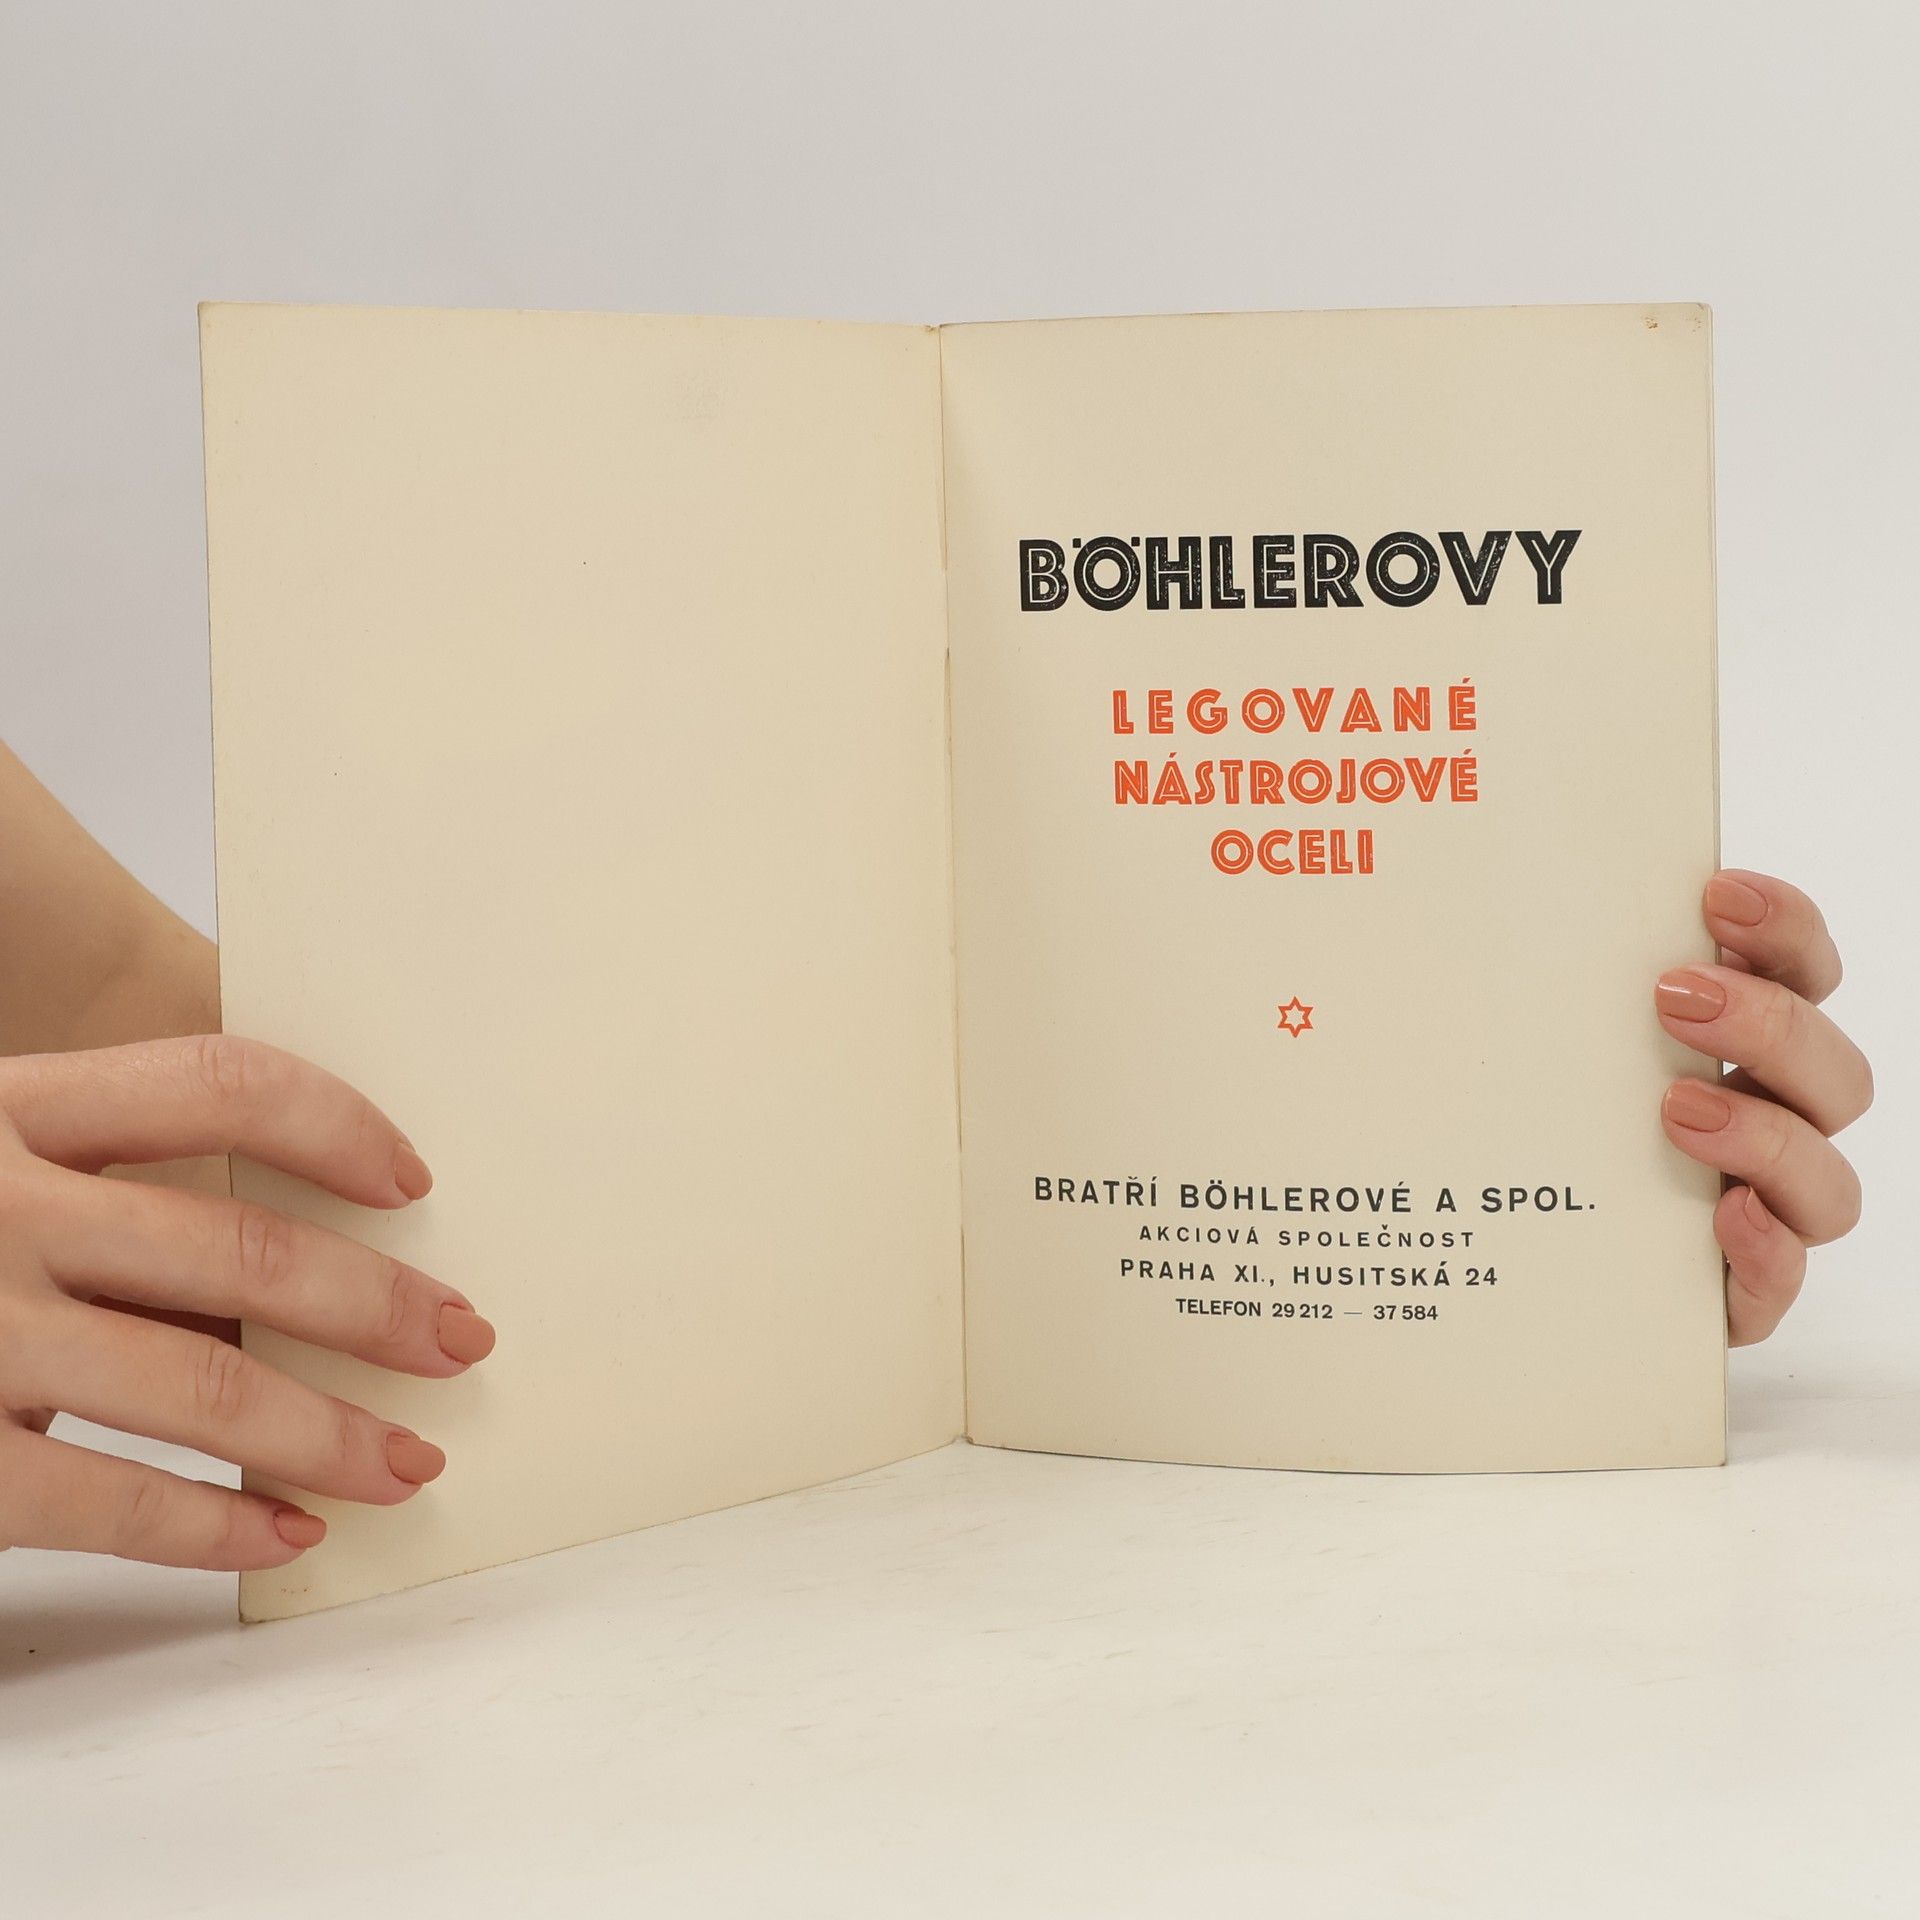 BÖHLEROVY
LEGOVANÉ
NÁSTROJOVÉ
OCELI
BRATŘÍ BÖHLEROVÉ A SPOL.
AKCIOVÁ SPOLEČNOST
PRAHA XI., HUSITSKÁ 24
TELEFON 29 212 — 37 584